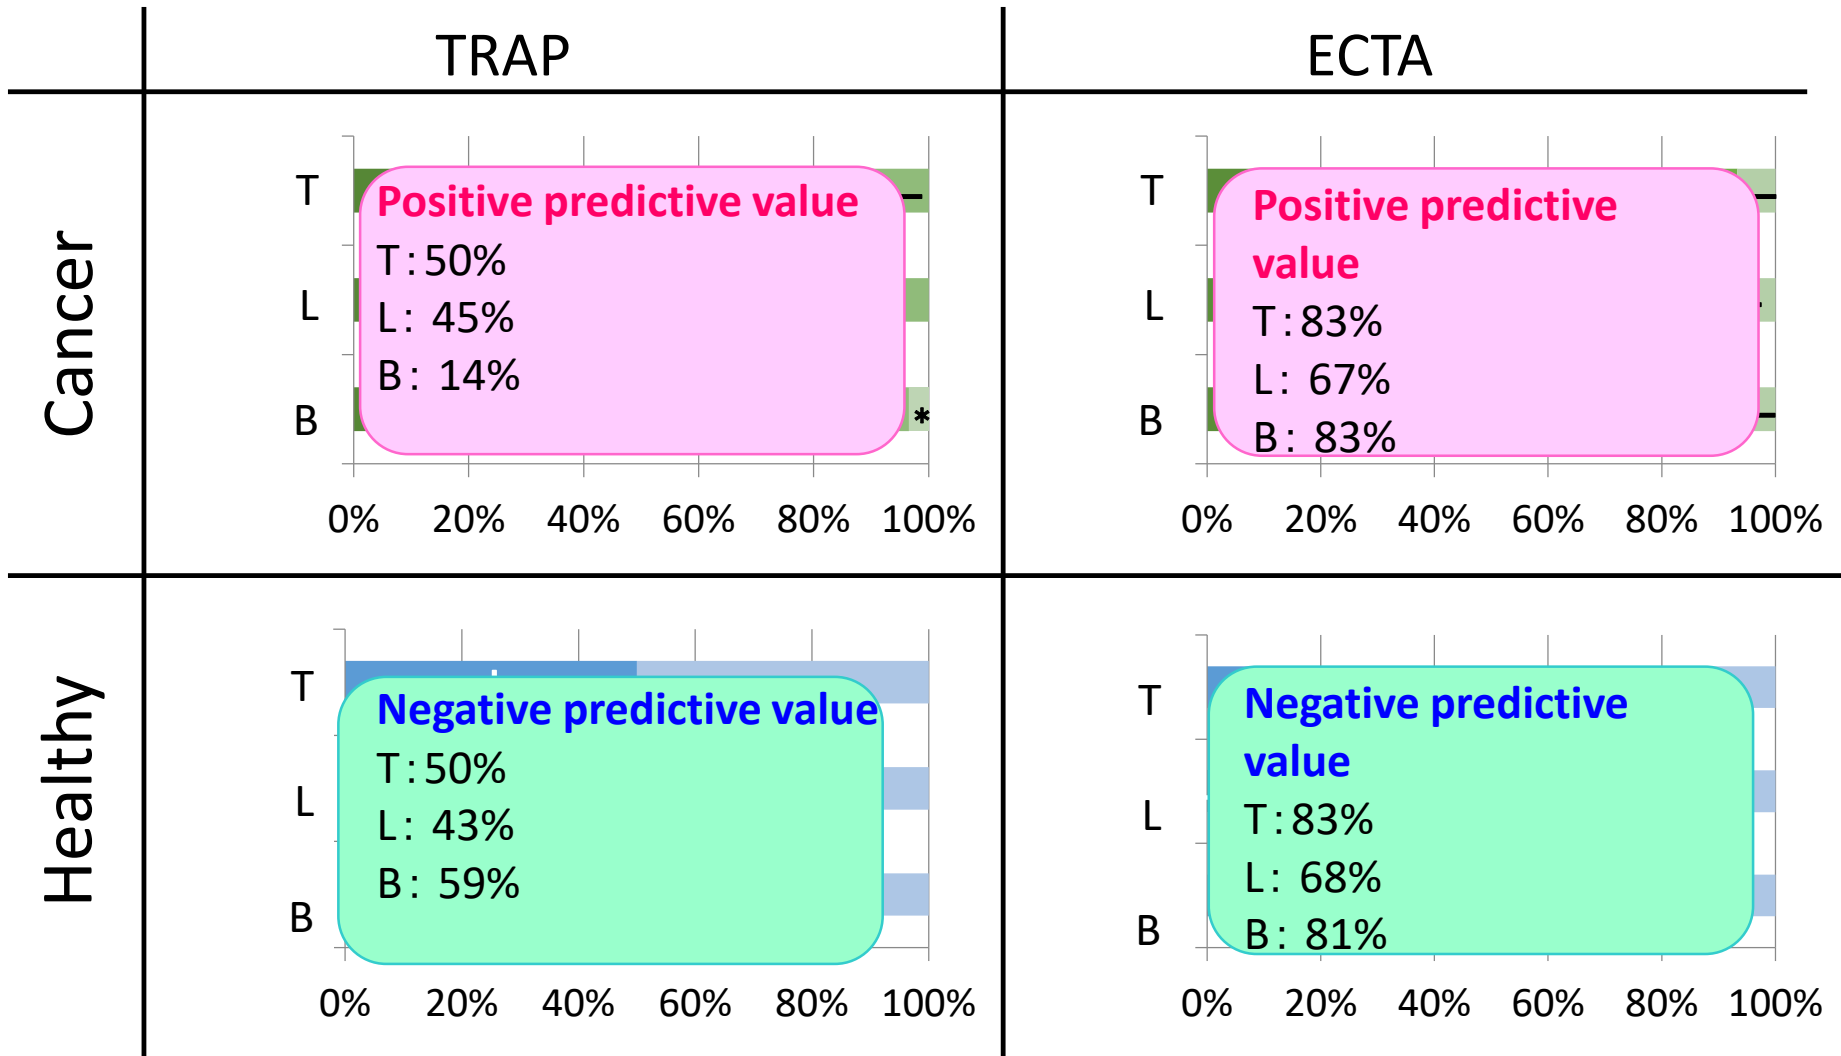 TRAP
ECTA
Cancer
T
L
B
Positive predictive value
T: 50%
L: 45%
B: 14%
*
0% 20% 40% 60% 80% 100%
T
L
B
Positive predictive
value
T: 83%
L: 67%
B: 83%
0% 20% 40% 60% 80% 100%
Healthy
T
L
B
Negative predictive value
T: 50%
L: 43%
B: 59%
0% 20% 40% 60% 80% 100%
T
L
B
Negative predictive
value
T: 83%
L: 68%
B: 81%
0% 20% 40% 60% 80% 100%